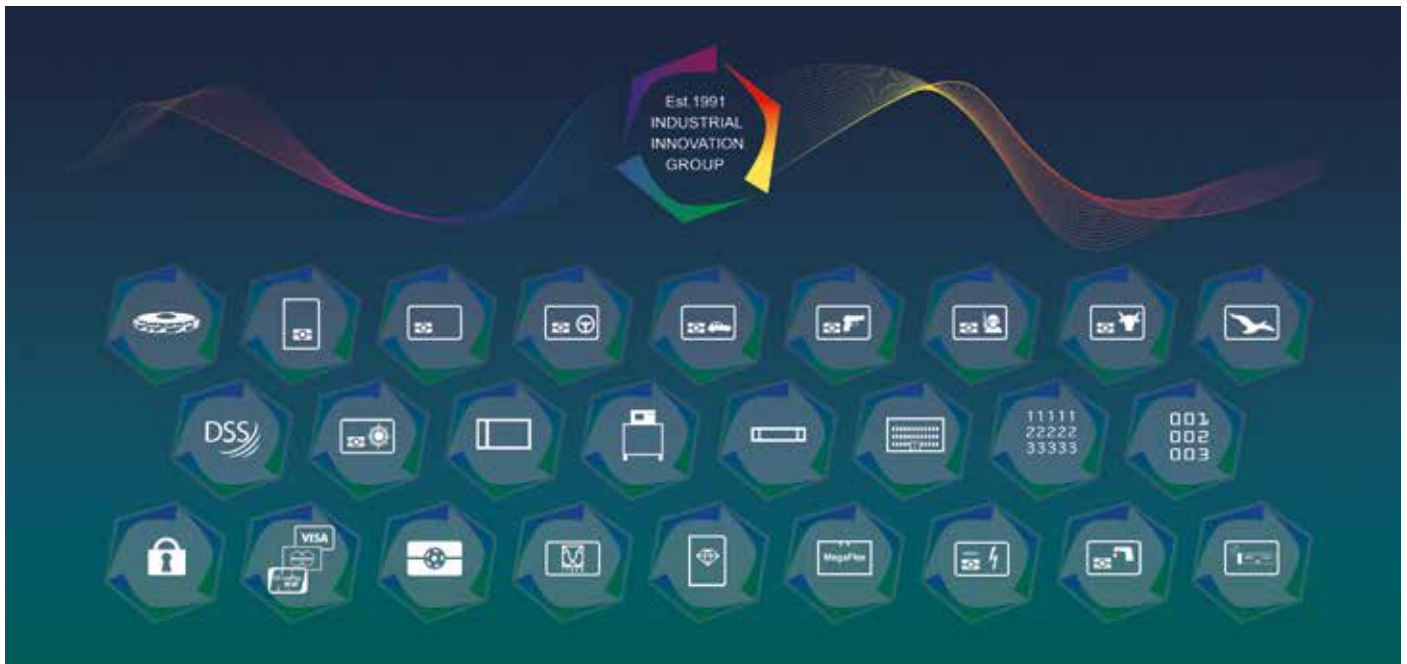 Est.1991
INDUSTRIAL
INNOVATION
GROUP
DSS
11111
22222
33333
001
002
003
VISA
MegaFlex